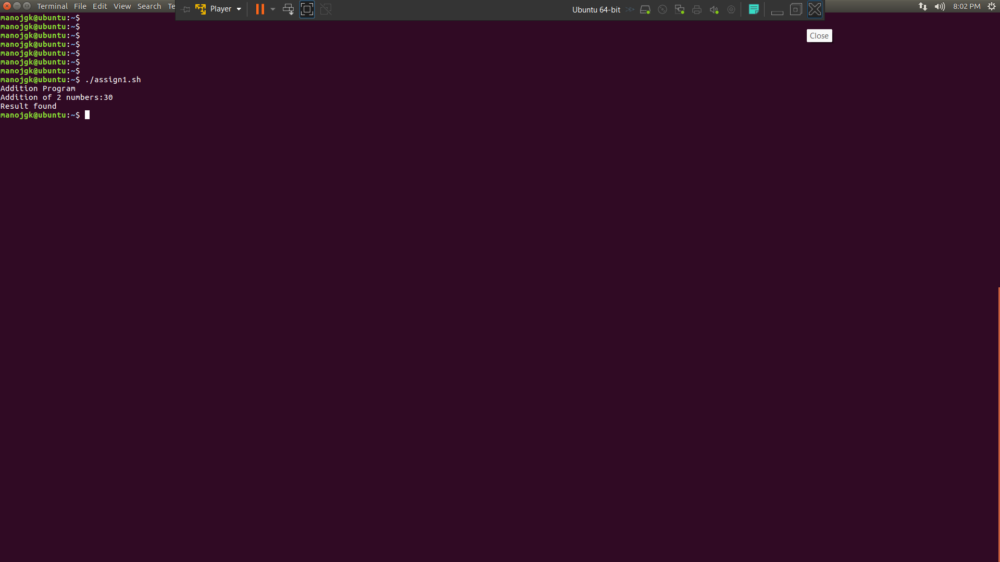 Terminal File Edit View Search Te Player Ubuntu 64-bit 8:02 PM
manojgk@ubuntu:~$
manojgk@ubuntu:~$
manojgk@ubuntu:~$
manojgk@ubuntu:~$
manojgk@ubuntu:~$
manojgk@ubuntu:~$
manojgk@ubuntu:~$
manojgk@ubuntu:~$ ./assign1.sh
Addition Program
Addition of 2 numbers:30
Result found
manojgk@ubuntu:~$
Close